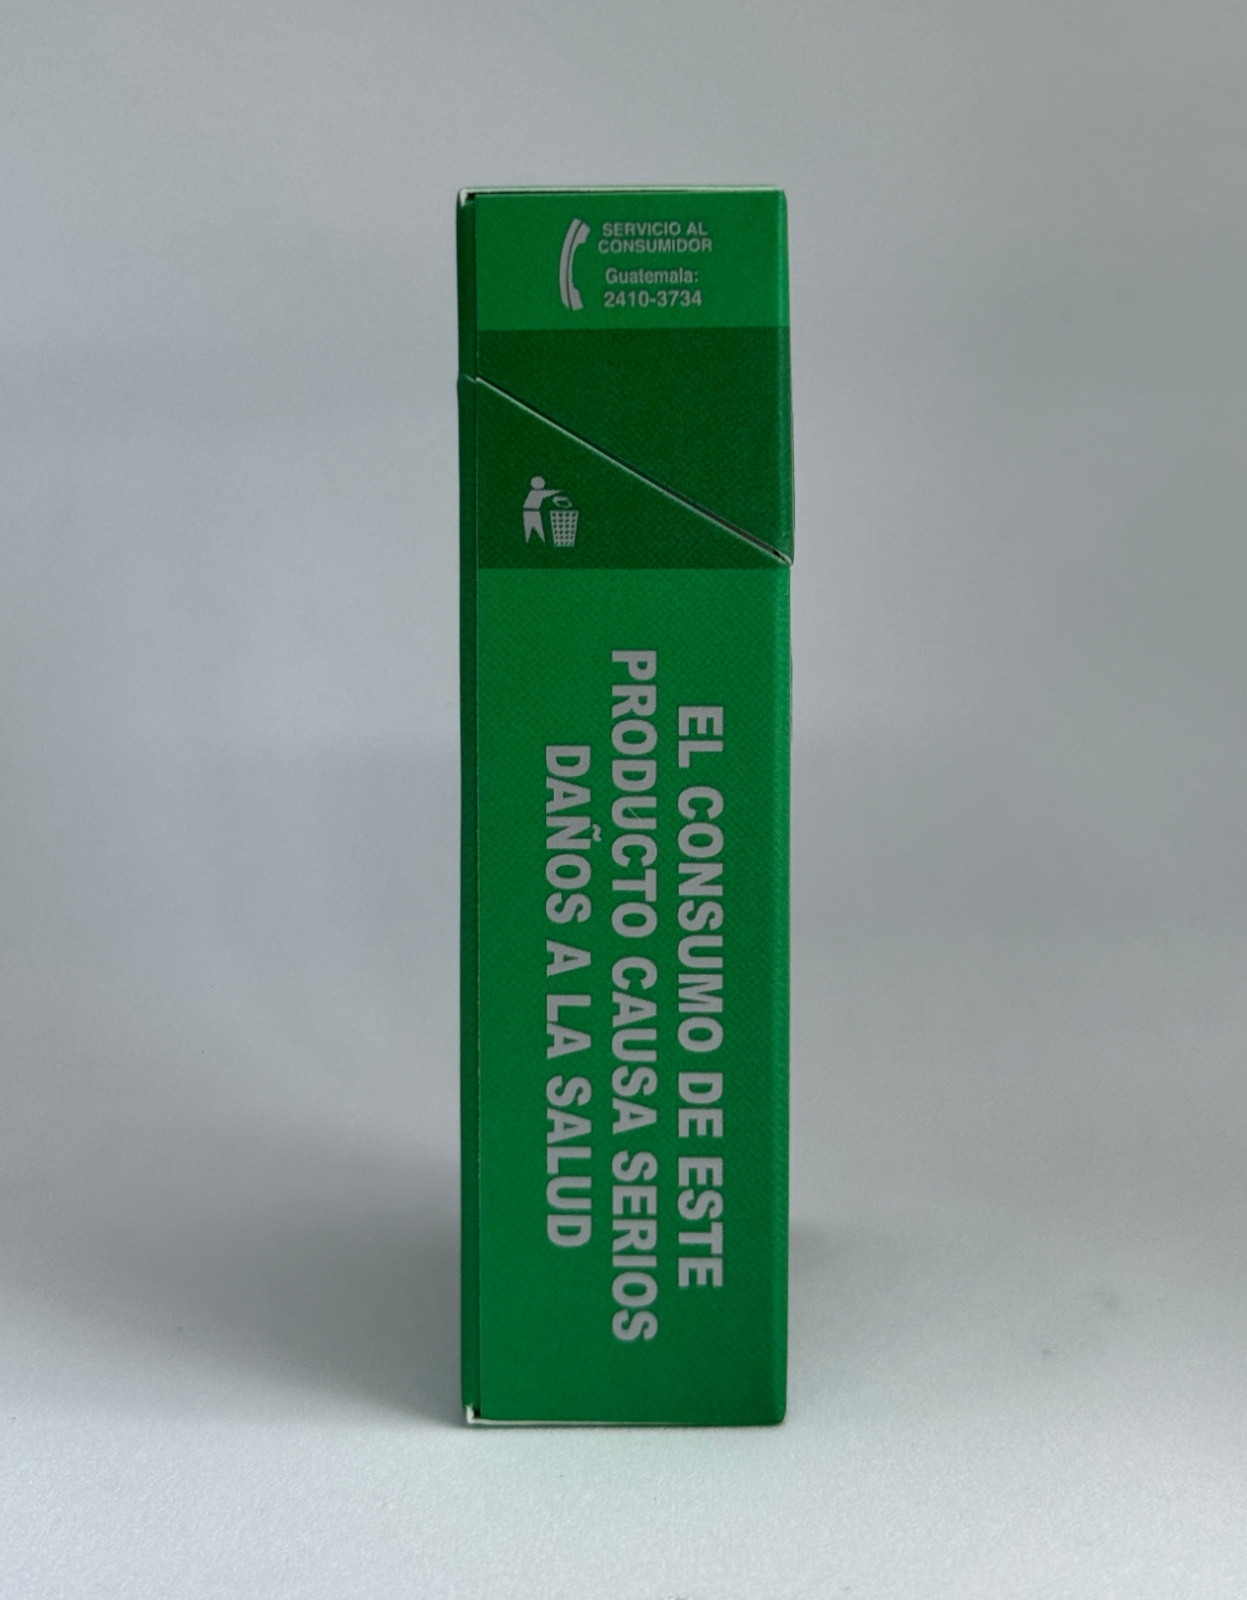 SERVICIO AL
CONSUMIDOR
Guatemala:
2410-3734
EL CONSUMO DE ESTE
PRODUCTO CAUSA SERIOS
DAÑOS A LA SALUD